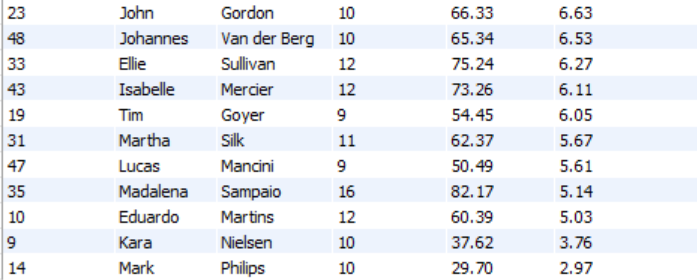 23 John Gordon 10 66.33 6.63
48 Johannes Van der Berg 10 65.34 6.53
33 Ellie Sullivan 12 75.24 6.27
43 Isabelle Mercier 12 73.26 6.11
19 Tim Goyer 9 54.45 6.05
31 Martha Silk 11 62.37 5.67
47 Lucas Mancini 9 50.49 5.61
35 Madalena Sampaio 16 82.17 5.14
10 Eduardo Martins 12 60.39 5.03
9 Kara Nielsen 10 37.62 3.76
14 Mark Philips 10 29.70 2.97